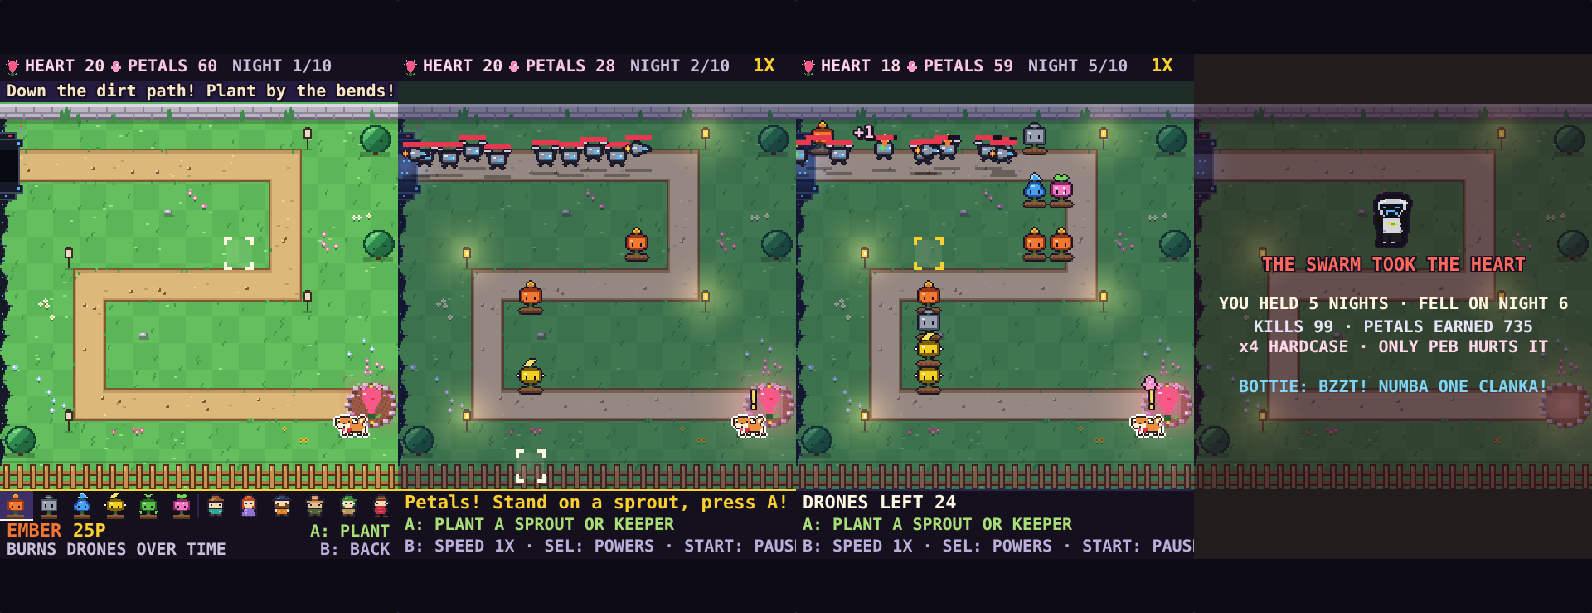 HEART 20 PETALS 60 NIGHT 1/10
Down the dirt path! Plant by the bends!
EMBER 25P
A: PLANT
BURNS DRONES OVER TIME
B: BACK
HEART 20 PETALS 28 NIGHT 2/10 1X
Petals! Stand on a sprout, press A!
A: PLANT A SPROUT OR KEEPER
B: SPEED 1X · SEL: POWERS · START: PAUS
HEART 18 PETALS 59 NIGHT 5/10 1X
+1
DRONES LEFT 24
A: PLANT A SPROUT OR KEEPER
B: SPEED 1X · SEL: POWERS · START: PAUS
THE SWARM TOOK THE HEART
YOU HELD 5 NIGHTS · FELL ON NIGHT 6
KILLS 99 · PETALS EARNED 735
x4 HARDCASE · ONLY PEB HURTS IT
BOTTIE: BZZT! NUMBA ONE CLANKA!